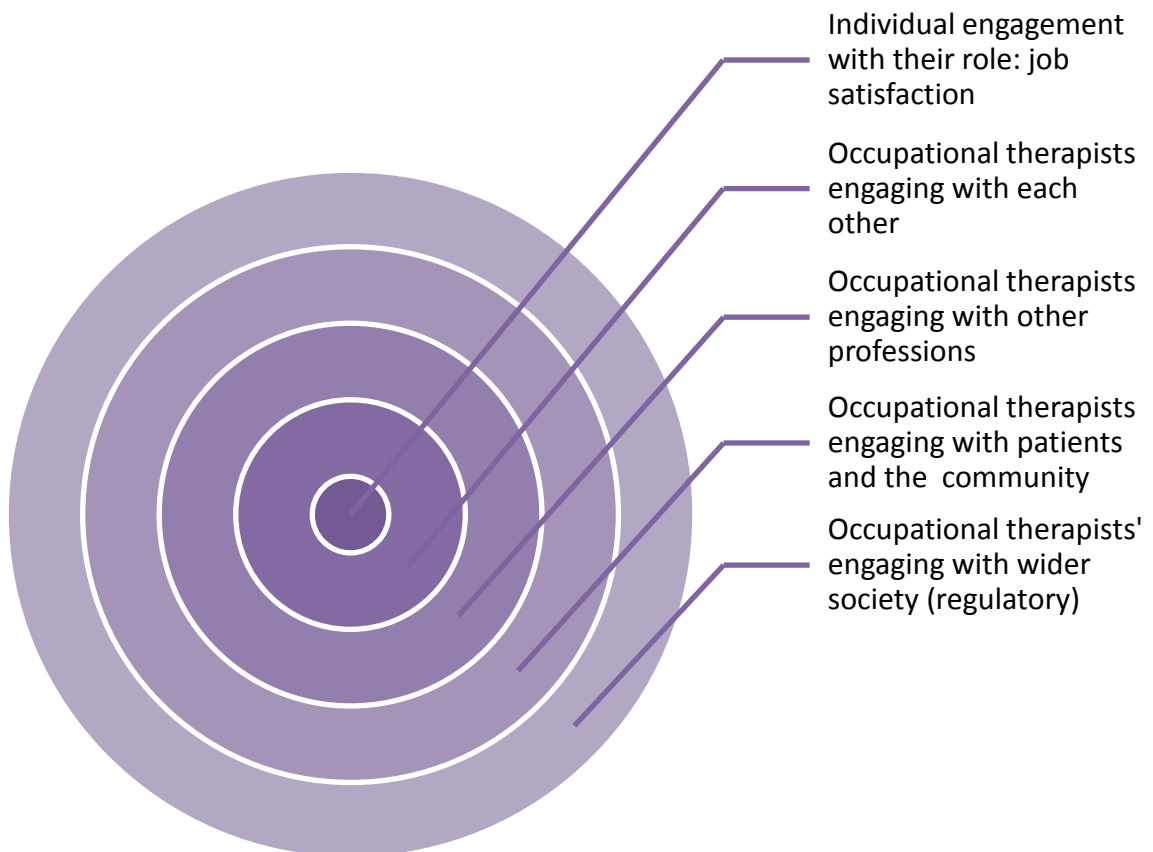 Individual engagement
with their role: job
satisfaction
Occupational therapists
engaging with each
other
Occupational therapists
engaging with other
professions
Occupational therapists
engaging with patients
and the  community
Occupational therapists'
engaging with wider
society (regulatory)